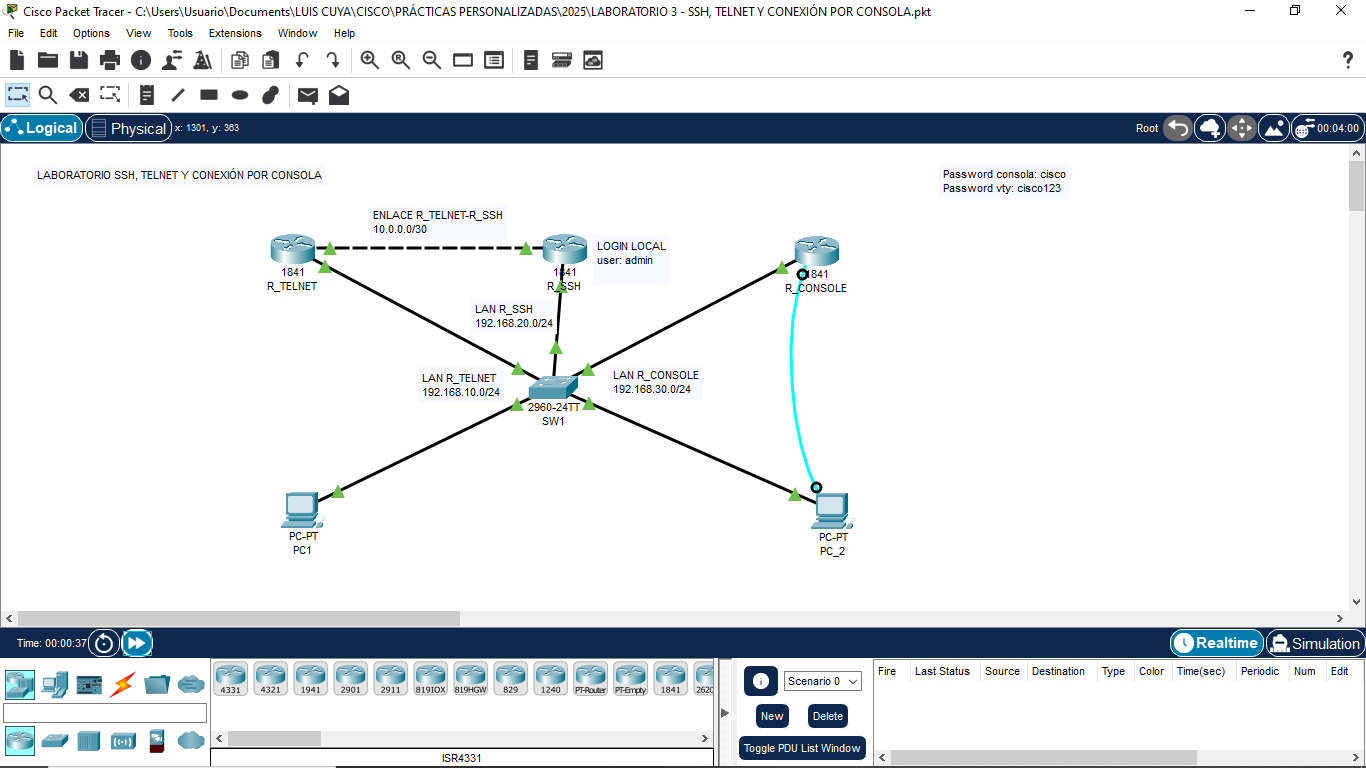 Cisco Packet Tracer - C:\Users\Usuario\Documents\LUIS CUYA\CISCO\PRÁCTICAS PERSONALIZADAS\2025\LABORATORIO 3 - SSH, TELNET Y CONEXIÓN POR CONSOLA.pkt
File Edit Options View Tools Extensions Window Help
Logical Physical x: 1301, y: 363 Root 00:04:00
LABORATORIO SSH, TELNET Y CONEXIÓN POR CONSOLA
Password consola: cisco
Password vty: cisco123
ENLACE R_TELNET-R_SSH
10.0.0.0/30
LOGIN LOCAL
user: admin
1841
R_TELNET
1841
R_SSH
1841
R_CONSOLE
LAN R_SSH
192.168.20.0/24
LAN R_TELNET
192.168.10.0/24
LAN R_CONSOLE
192.168.30.0/24
2960-24TT
SW1
PC-PT
PC1
PC-PT
PC_2
Time: 00:00:37 Realtime Simulation
4331 4321 1941 2901 2911 819IOX 819HGW 829 1240 PT-Router PT-Empty 1841 2620
ISR4331
Scenario 0
New Delete
Toggle PDU List Window
Fire Last Status Source Destination Type Color Time(sec) Periodic Num Edit